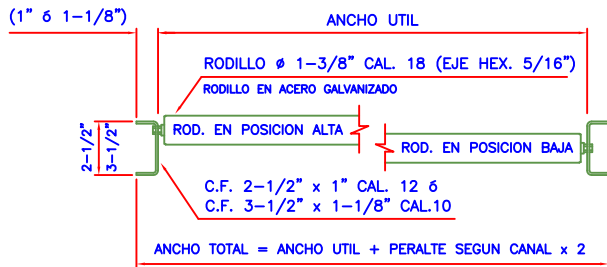 (1" ó 1-1/8")
ANCHO UTIL
RODILLO ø 1-3/8" CAL. 18 (EJE HEX. 5/16")
RODILLO EN ACERO GALVANIZADO
ROD. EN POSICION ALTA
ROD. EN POSICION BAJA
2-1/2"
3-1/2"
C.F. 2-1/2" x 1" CAL. 12 ó
C.F. 3-1/2" x 1-1/8" CAL.10
ANCHO TOTAL = ANCHO UTIL + PERALTE SEGUN CANAL x 2